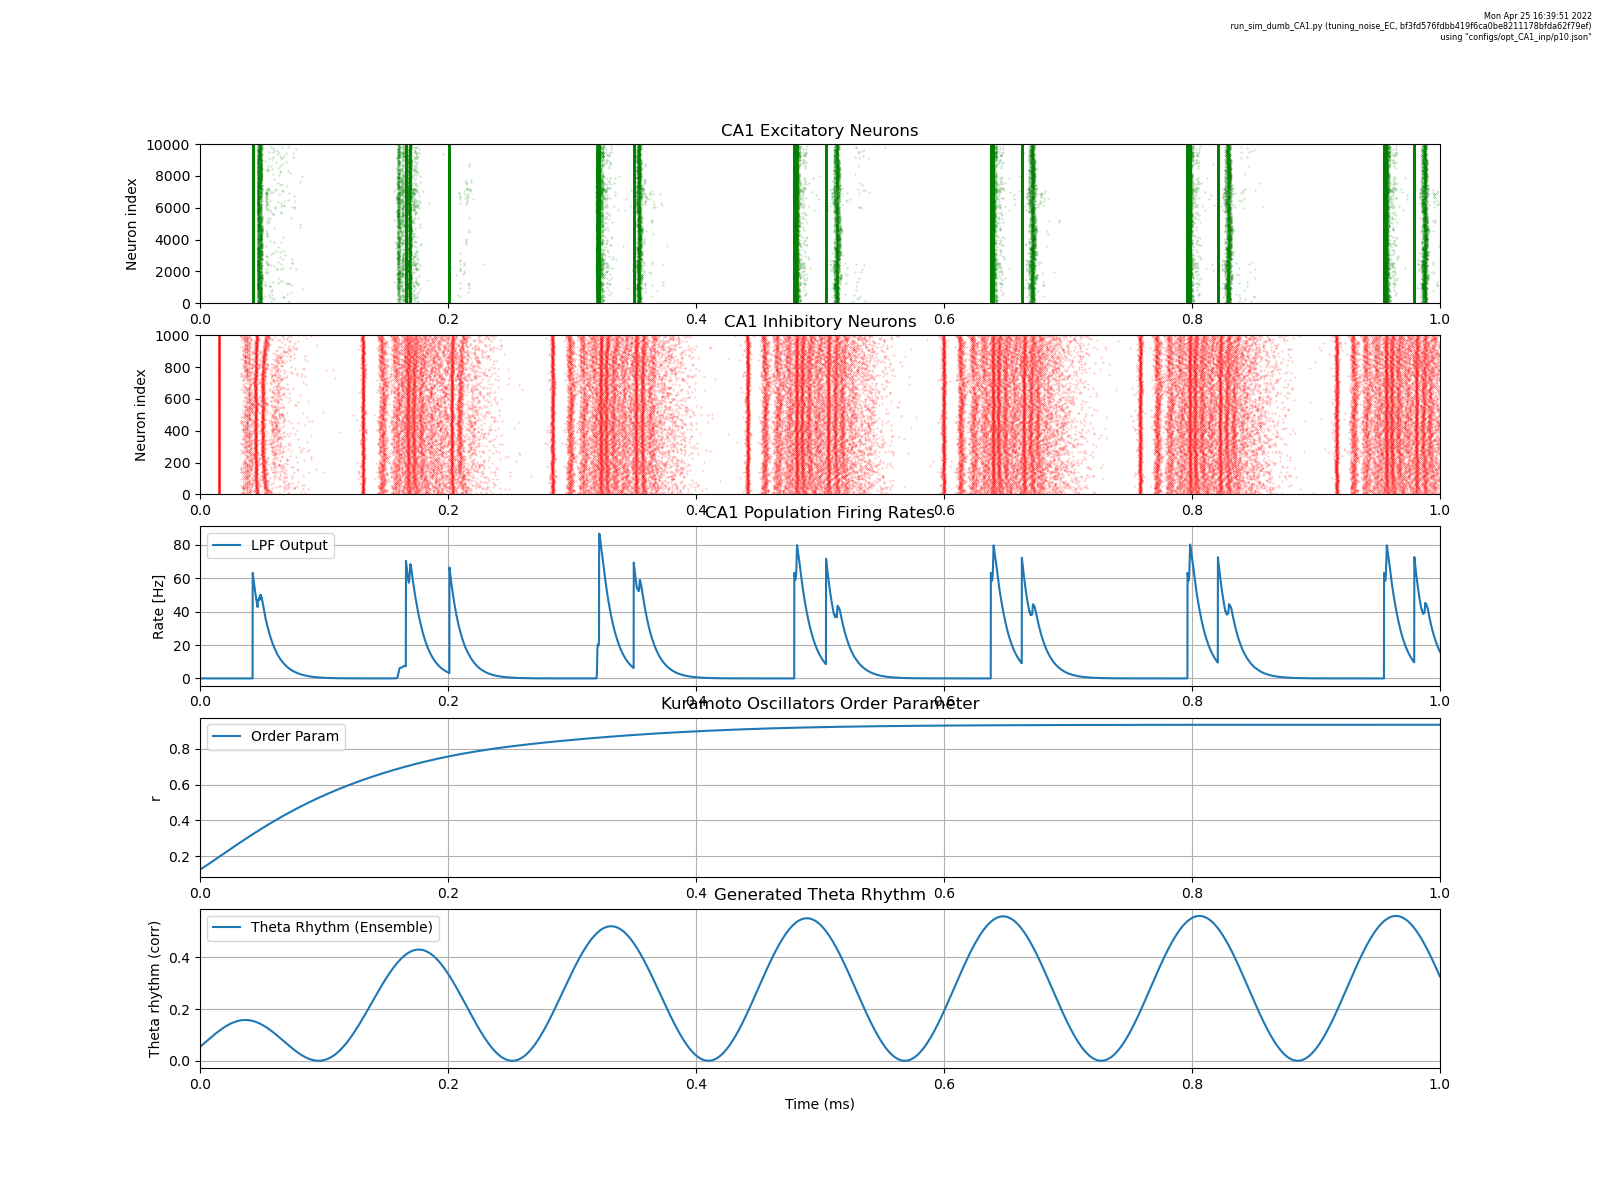 Mon Apr 25 16:39:51 2022
run_sim_dumb_CA1.py (tuning_noise_EC, bf3fd576fdbb419f6ca0be8211178bfda62f79ef)
using "configs/opt_CA1_inp/p10.json"
CA1 Excitatory Neurons
Neuron index
10000
8000
6000
4000
2000
0
0.0 0.2 0.4 0.6 0.8 1.0
CA1 Inhibitory Neurons
Neuron index
1000
800
600
400
200
0
0.0 0.2 0.4 0.6 0.8 1.0
CA1 Population Firing Rates
LPF Output
Rate [Hz]
80
60
40
20
0
0.0 0.2 0.4 0.6 0.8 1.0
Kuramoto Oscillators Order Parameter
Order Param
r
0.8
0.6
0.4
0.2
0.0 0.2 0.4 0.6 0.8 1.0
Generated Theta Rhythm
Theta Rhythm (Ensemble)
Theta rhythm (corr)
0.4
0.2
0.0
0.0 0.2 0.4 0.6 0.8 1.0
Time (ms)